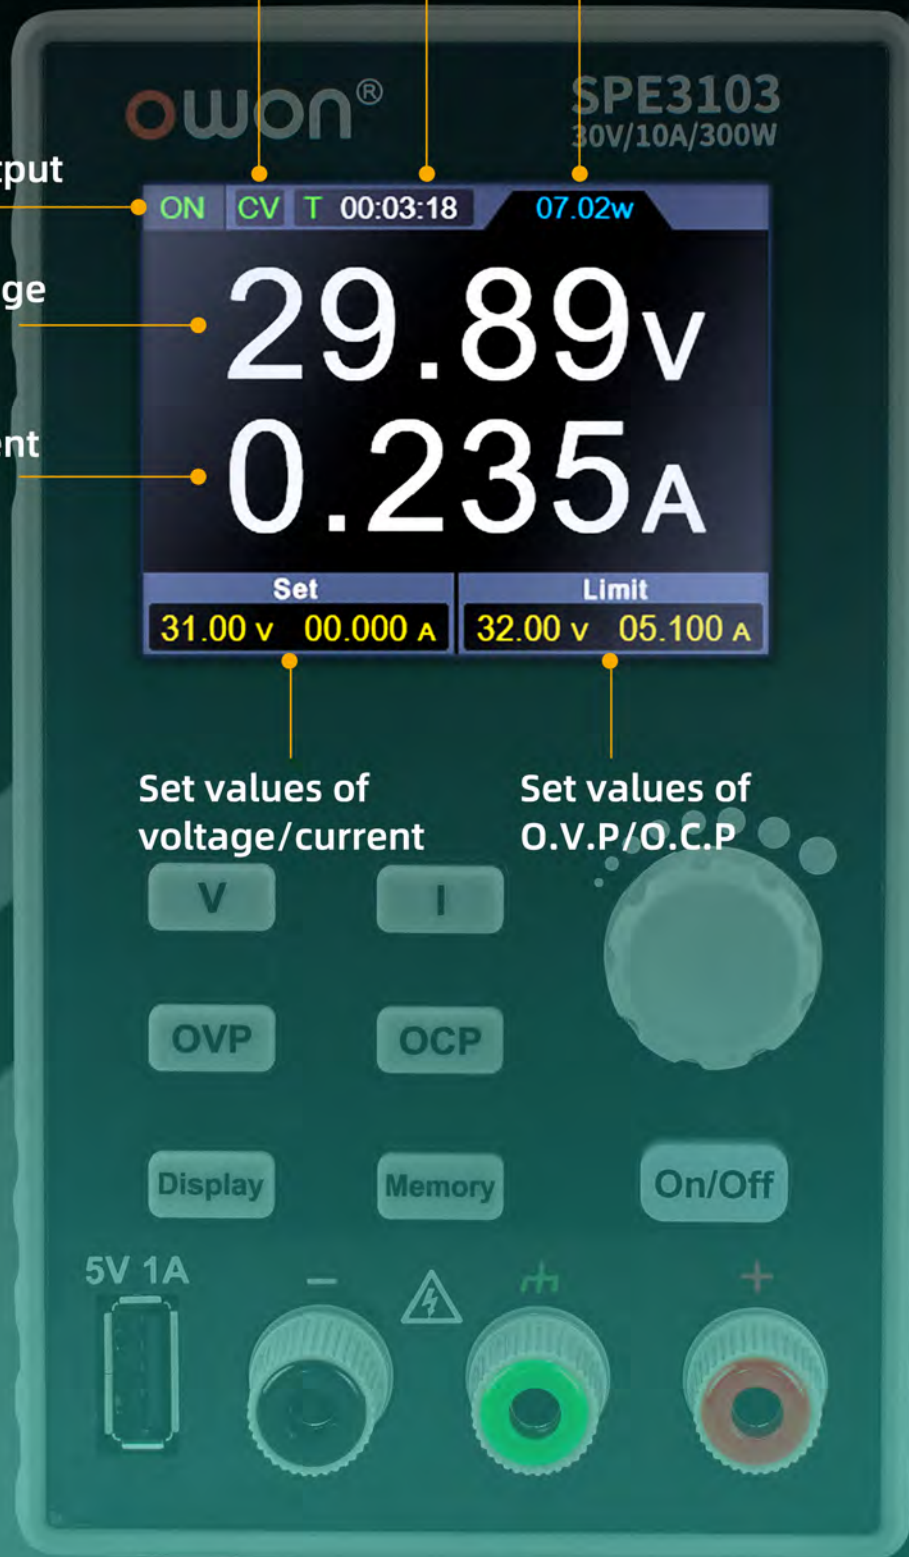 owon®
SPE3103
30V/10A/300W
tput
ON CV T 00:03:18 07.02w
ge
29.89V
ent
0.235A
Set Limit
31.00 V 00.000 A 32.00 V 05.100 A
Set values of
voltage/current
Set values of
O.V.P/O.C.P
V I
OVP OCP
Display Memory On/Off
5V 1A
− +